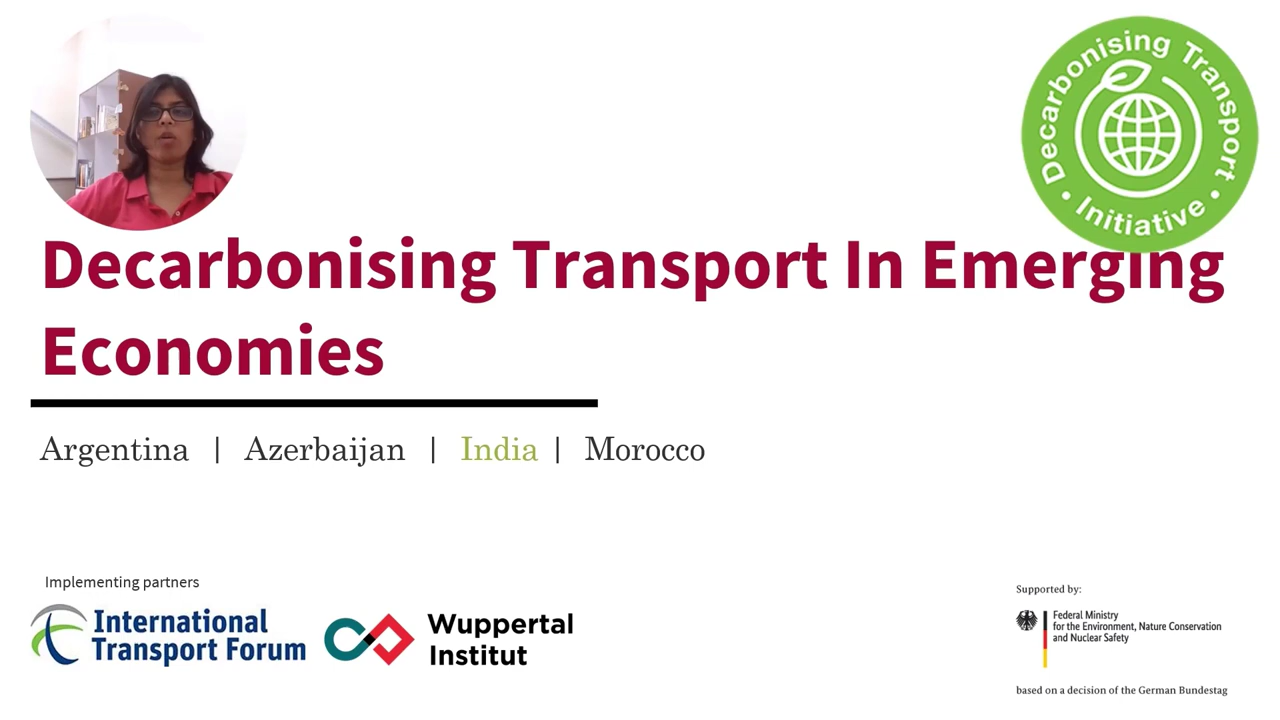 Decarbonising Transport
Initiative
Decarbonising Transport In Emerging
Economies
Argentina | Azerbaijan | India | Morocco
Implementing partners
International
Transport Forum
Wuppertal
Institut
Supported by:
Federal Ministry
for the Environment, Nature Conservation
and Nuclear Safety
based on a decision of the German Bundestag